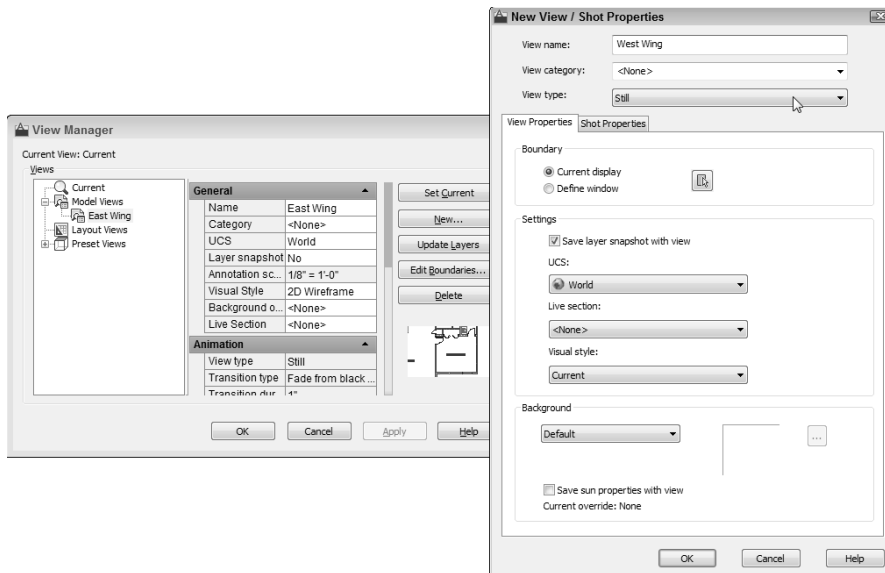 View Manager
Current View: Current
Views
Current
Model Views
East Wing
Layout Views
Preset Views
General
Name East Wing
Category <None>
UCS World
Layer snapshot No
Annotation sc... 1/8" = 1'-0"
Visual Style 2D Wireframe
Background o... <None>
Live Section <None>
Animation
View type Still
Transition type Fade from black ...
Transition dur... 1"
Set Current
New...
Update Layers
Edit Boundaries...
Delete
OK Cancel Apply Help
New View / Shot Properties
View name: West Wing
View category: <None>
View type: Still
View Properties Shot Properties
Boundary
Current display
Define window
Settings
Save layer snapshot with view
UCS:
World
Live section:
<None>
Visual style:
Current
Background
Default ...
Save sun properties with view
Current override: None
OK Cancel Help